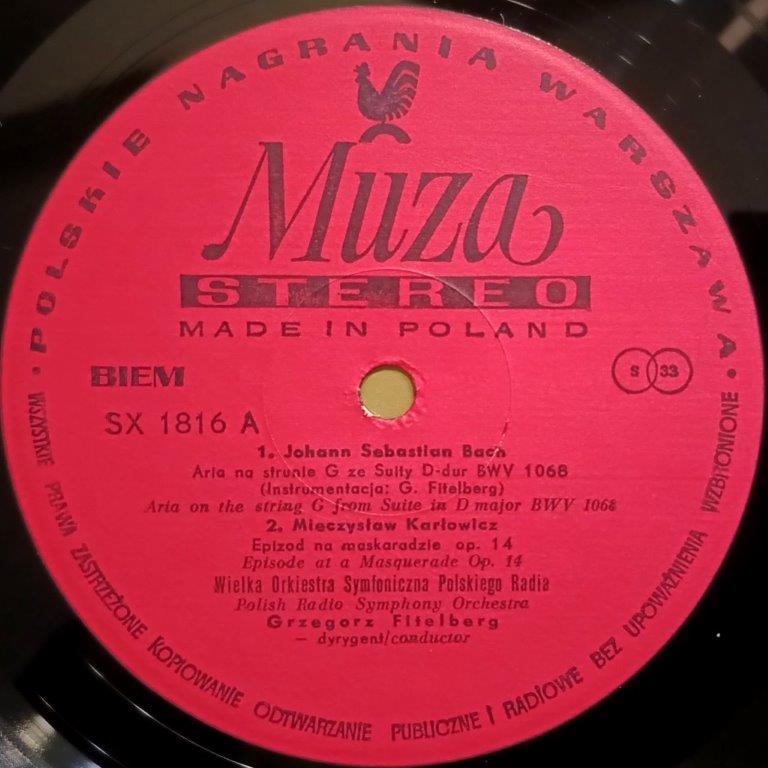 • POLSKIE NAGRANIA WARSZAWA •
Muza
STEREO
MADE IN POLAND
BIEM
S 33
SX 1816 A
1. Johann Sebastian Bach
Aria na strunie G ze Suity D-dur BWV 1068
(Instrumentacja: G. Fitelberg)
Aria on the string G from Suite in D major BWV 1068
2. Mieczysław Karłowicz
Epizod na maskaradzie op. 14
Episode at a Masquerade Op. 14
Wielka Orkiestra Symfoniczna Polskiego Radia
Polish Radio Symphony Orchestra
Grzegorz Fitelberg
— dyrygent/conductor
WSZYSTKIE PRAWA ZASTRZEŻONE KOPIOWANIE ODTWARZANIE PUBLICZNE I RADIOWE BEZ UPOWAŻNIENIA WZBRONIONE